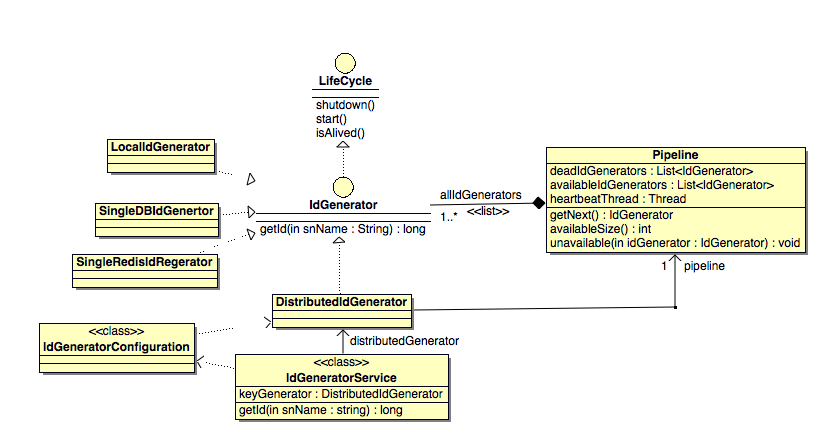 LifeCycle
shutdown()
start()
isAlived()
LocalIdGenerator
SingleDBIdGenertor
SingleRedisIdRegerator
IdGenerator
getId(in snName : String) : long
allIdGenerators
1..*
<<list>>
Pipeline
deadIdGenerators : List<IdGenerator>
availableIdGenerators : List<IdGenerator>
heartbeatThread : Thread
getNext() : IdGenerator
availableSize() : int
unavailable(in idGenerator : IdGenerator) : void
1
pipeline
DistributedIdGenerator
<<class>>
IdGeneratorConfiguration
distributedGenerator
<<class>>
IdGeneratorService
keyGenerator : DistributedIdGenerator
getId(in snName : string) : long